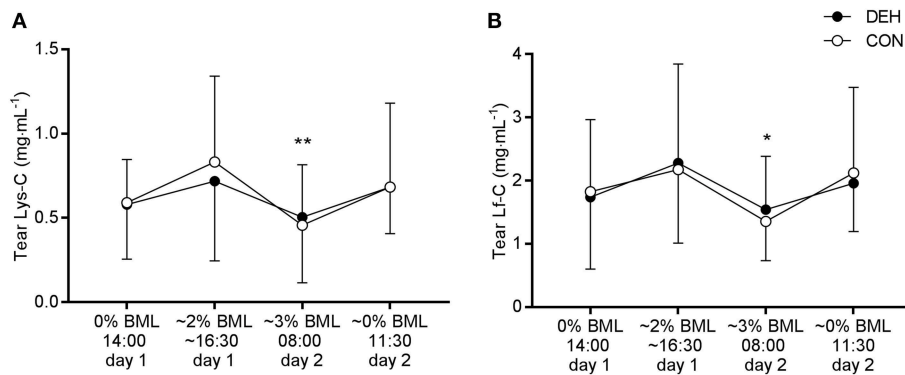 A
B
DEH
CON
Tear Lys-C (mg·mL⁻¹)
1.5
1.0
0.5
0.0
**
0% BML
14:00
day 1
~2% BML
~16:30
day 1
~3% BML
08:00
day 2
~0% BML
11:30
day 2
Tear Lf-C (mg·mL⁻¹)
4
3
2
1
0
*
0% BML
14:00
day 1
~2% BML
~16:30
day 1
~3% BML
08:00
day 2
~0% BML
11:30
day 2